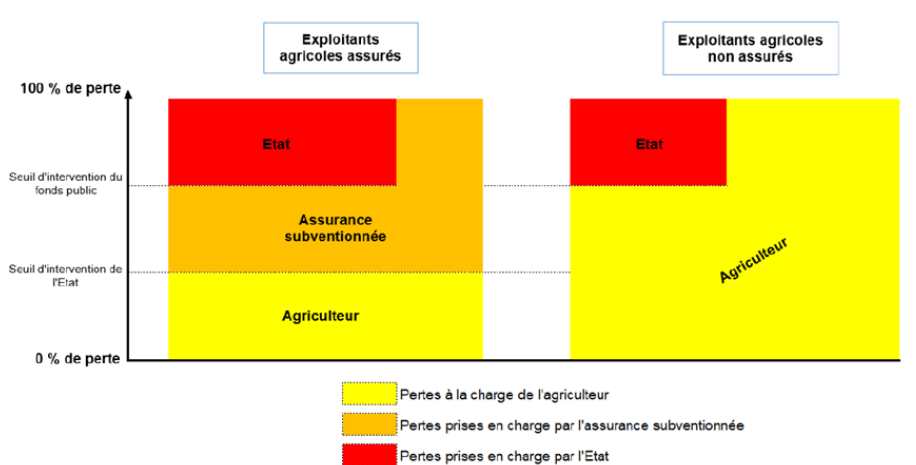 Exploitants
agricoles assurés
Exploitants agricoles
non assurés
100 % de perte
Etat
Etat
Seuil d'intervention du
fonds public
Assurance
subventionnée
Agriculteur
Seuil d'intervention de
l'Etat
Agriculteur
0 % de perte
Pertes à la charge de l'agriculteur
Pertes prises en charge par l'assurance subventionnée
Pertes prises en charge par l'Etat